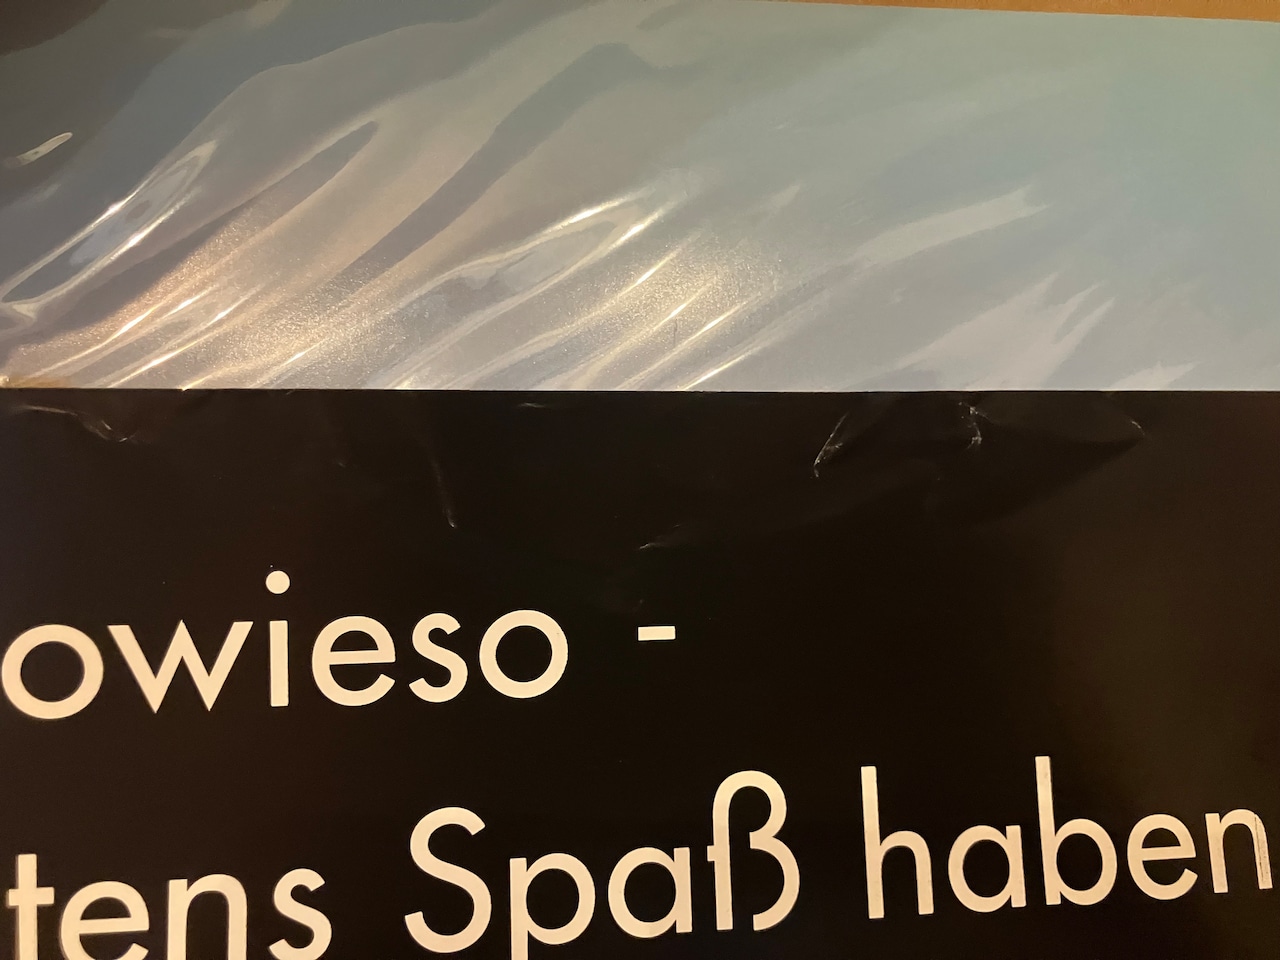 owieso -
tens Spaß haben